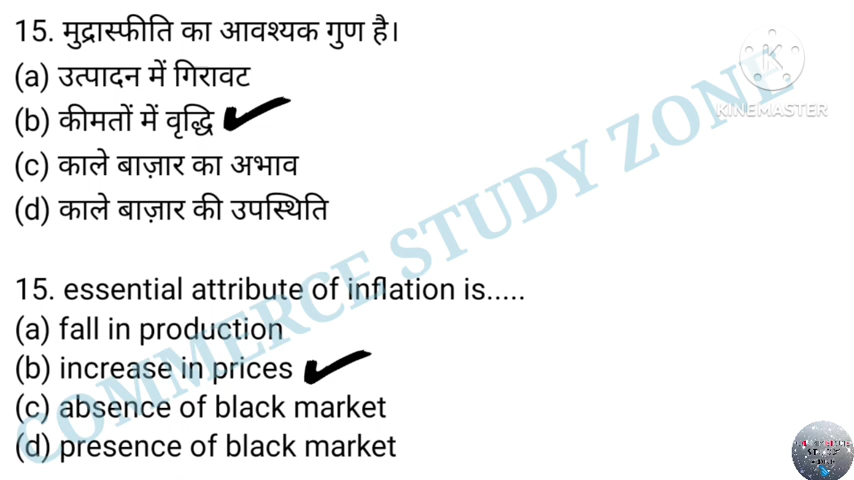 15. मुद्रास्फीति का आवश्यक गुण है।
(a) उत्पादन में गिरावट
(b) कीमतों में वृद्धि
(c) काले बाज़ार का अभाव
(d) काले बाज़ार की उपस्थिति
KINEMASTER
COMMERCE STUDY ZONE
15. essential attribute of inflation is.....
(a) fall in production
(b) increase in prices
(c) absence of black market
(d) presence of black market